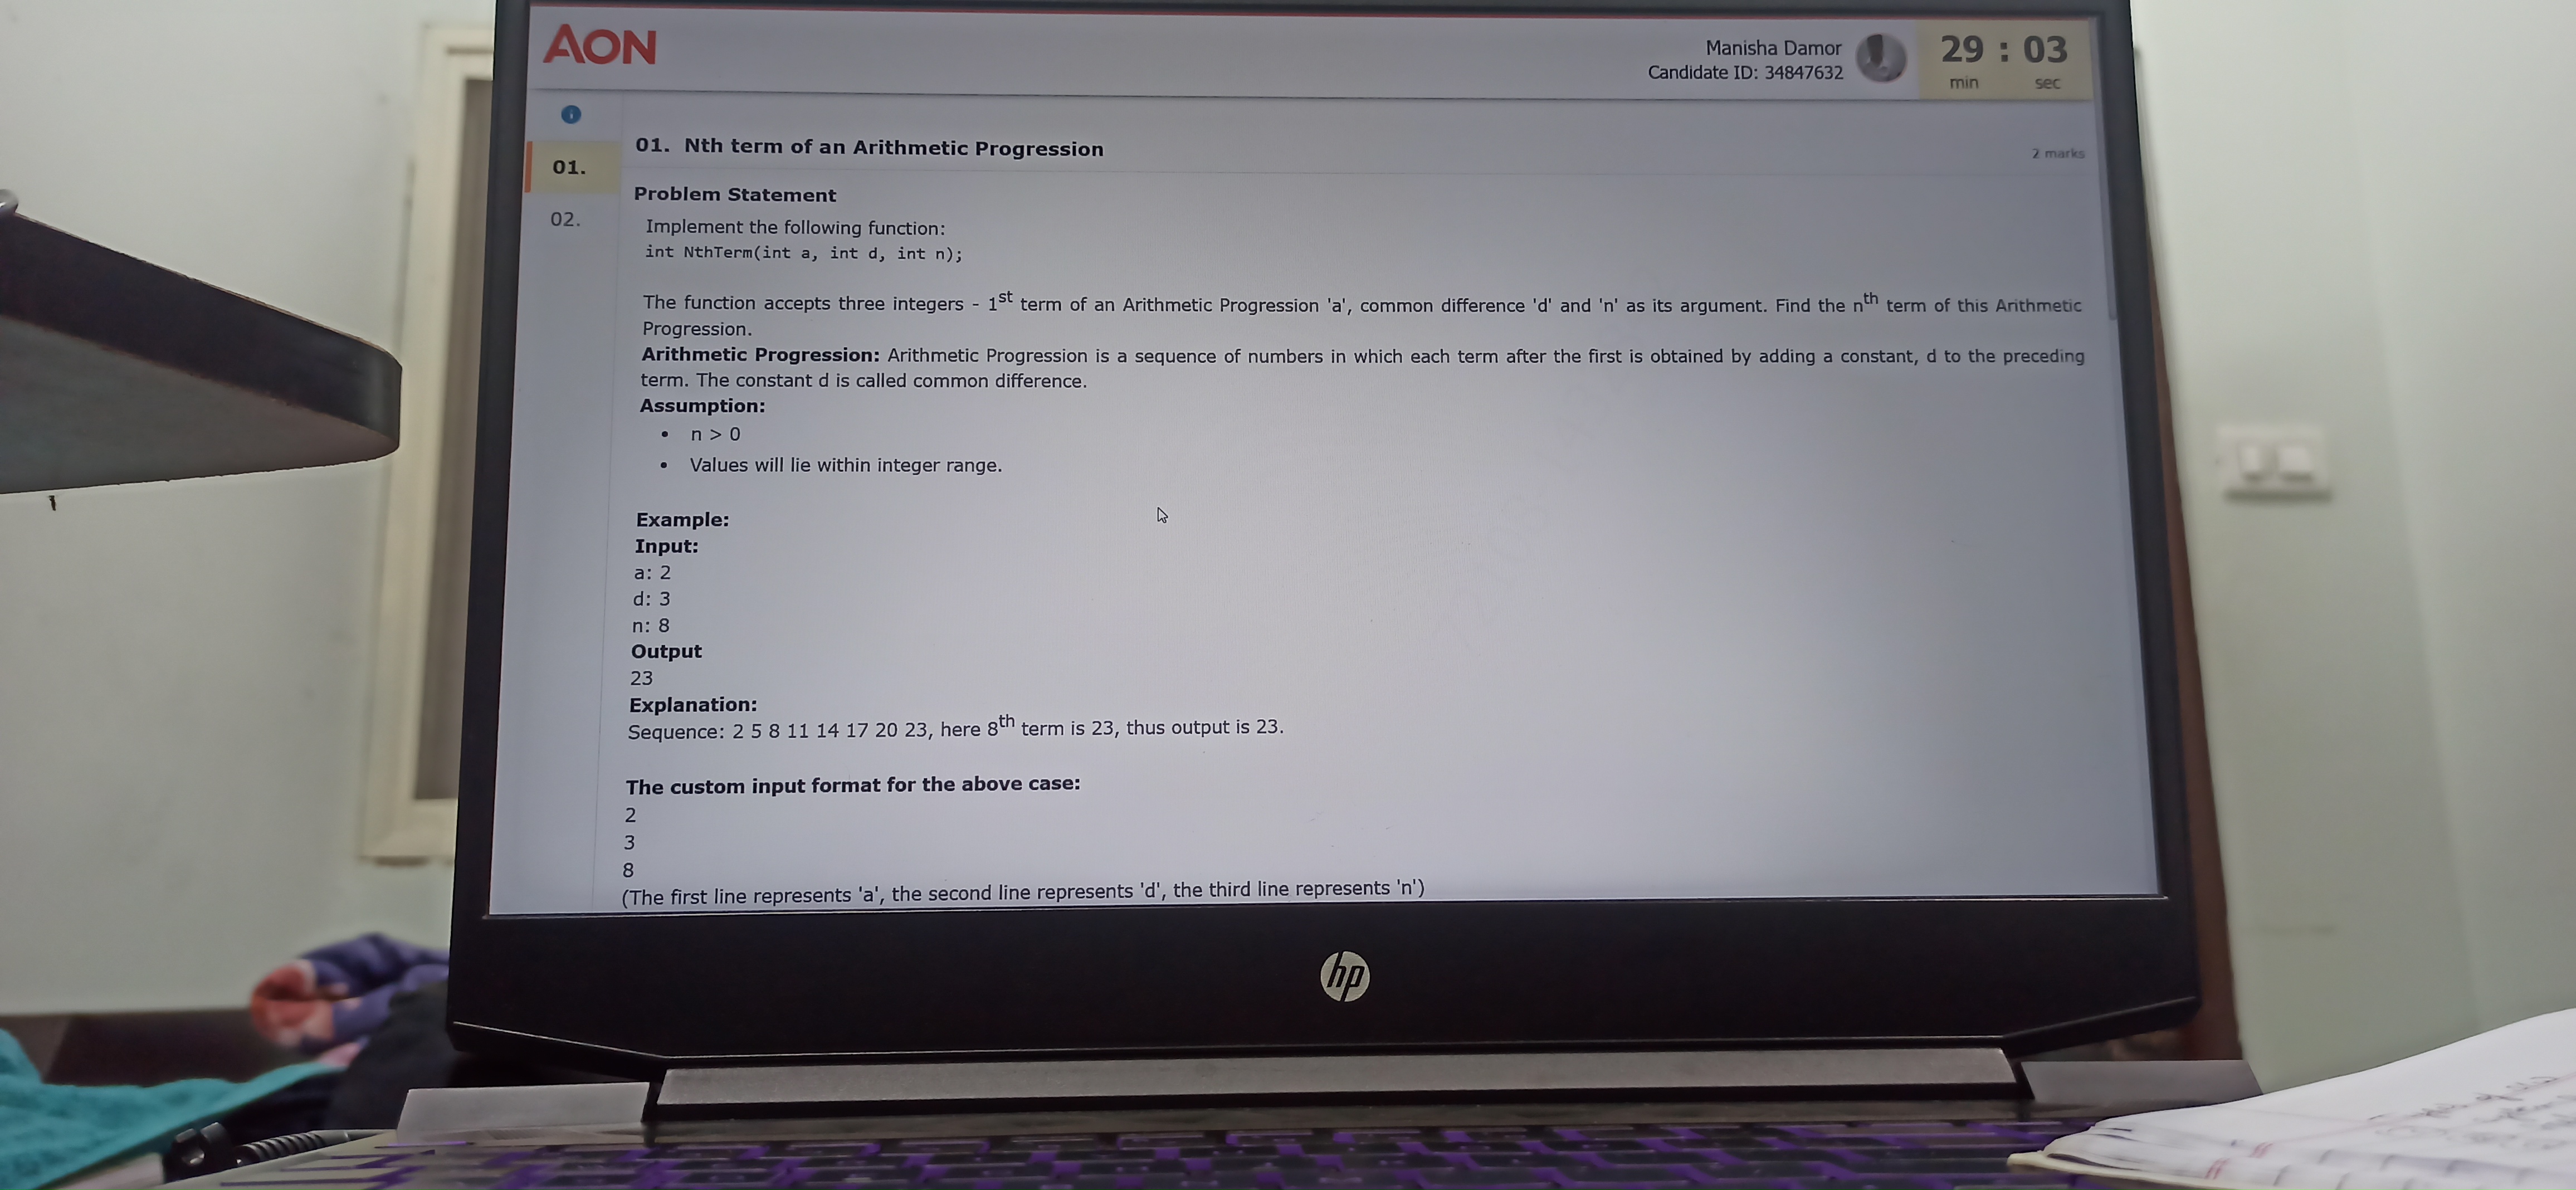 AON
Manisha Damor
Candidate ID: 34847632
29 : 03
min sec
01.
02.
01. Nth term of an Arithmetic Progression
2 marks
Problem Statement
Implement the following function:
int NthTerm(int a, int d, int n);
The function accepts three integers - 1st term of an Arithmetic Progression 'a', common difference 'd' and 'n' as its argument. Find the nth term of this Arithmetic
Progression.
Arithmetic Progression: Arithmetic Progression is a sequence of numbers in which each term after the first is obtained by adding a constant, d to the preceding
term. The constant d is called common difference.
Assumption:
• n > 0
• Values will lie within integer range.
Example:
Input:
a: 2
d: 3
n: 8
Output
23
Explanation:
Sequence: 2 5 8 11 14 17 20 23, here 8th term is 23, thus output is 23.
The custom input format for the above case:
2
3
8
(The first line represents 'a', the second line represents 'd', the third line represents 'n')
hp